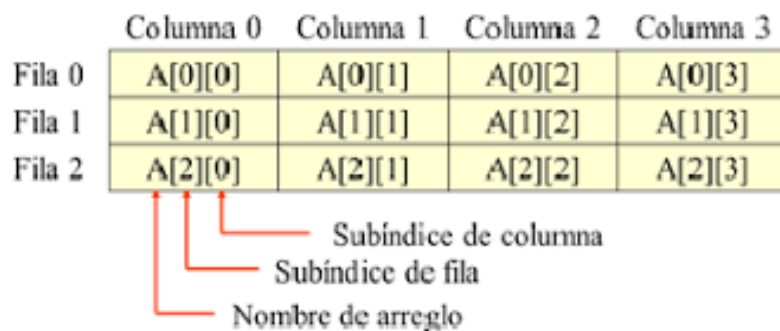 Columna 0 Columna 1 Columna 2 Columna 3
Fila 0 A[0][0] A[0][1] A[0][2] A[0][3]
Fila 1 A[1][0] A[1][1] A[1][2] A[1][3]
Fila 2 A[2][0] A[2][1] A[2][2] A[2][3]
Subíndice de columna
Subíndice de fila
Nombre de arreglo